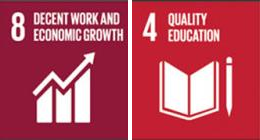 8 DECENT WORK AND
ECONOMIC GROWTH
4 QUALITY
EDUCATION